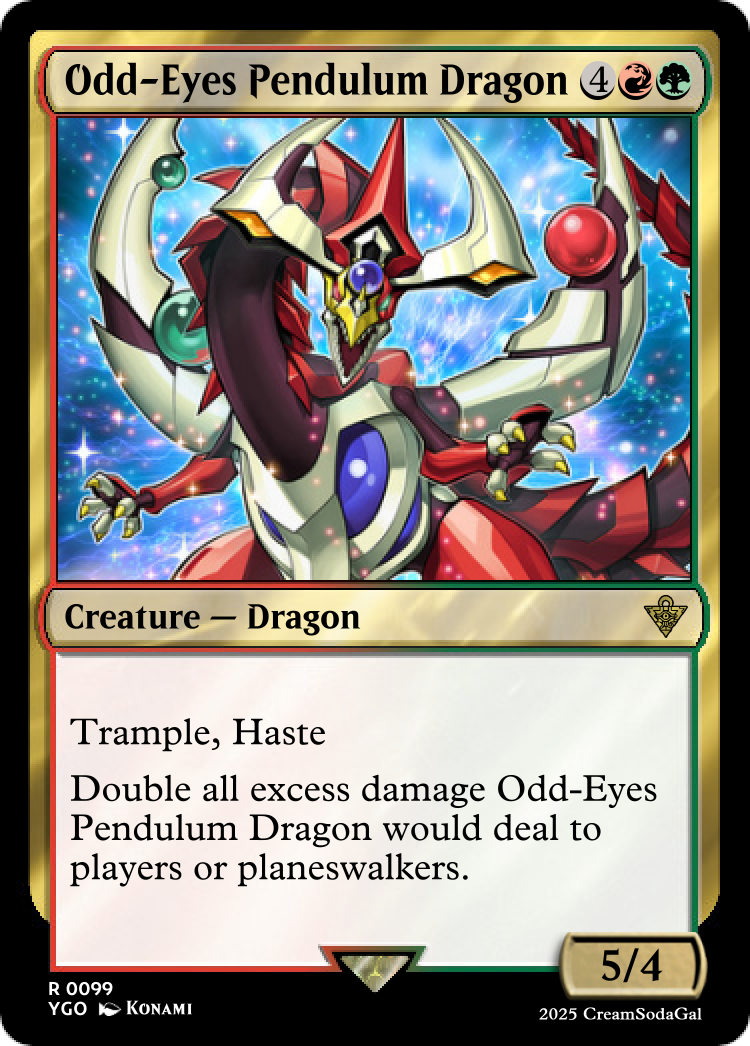 Odd-Eyes Pendulum Dragon 4
Creature — Dragon
Trample, Haste
Double all excess damage Odd-Eyes
Pendulum Dragon would deal to
players or planeswalkers.
5/4
R 0099
YGO KONAMI
2025 CreamSodaGal